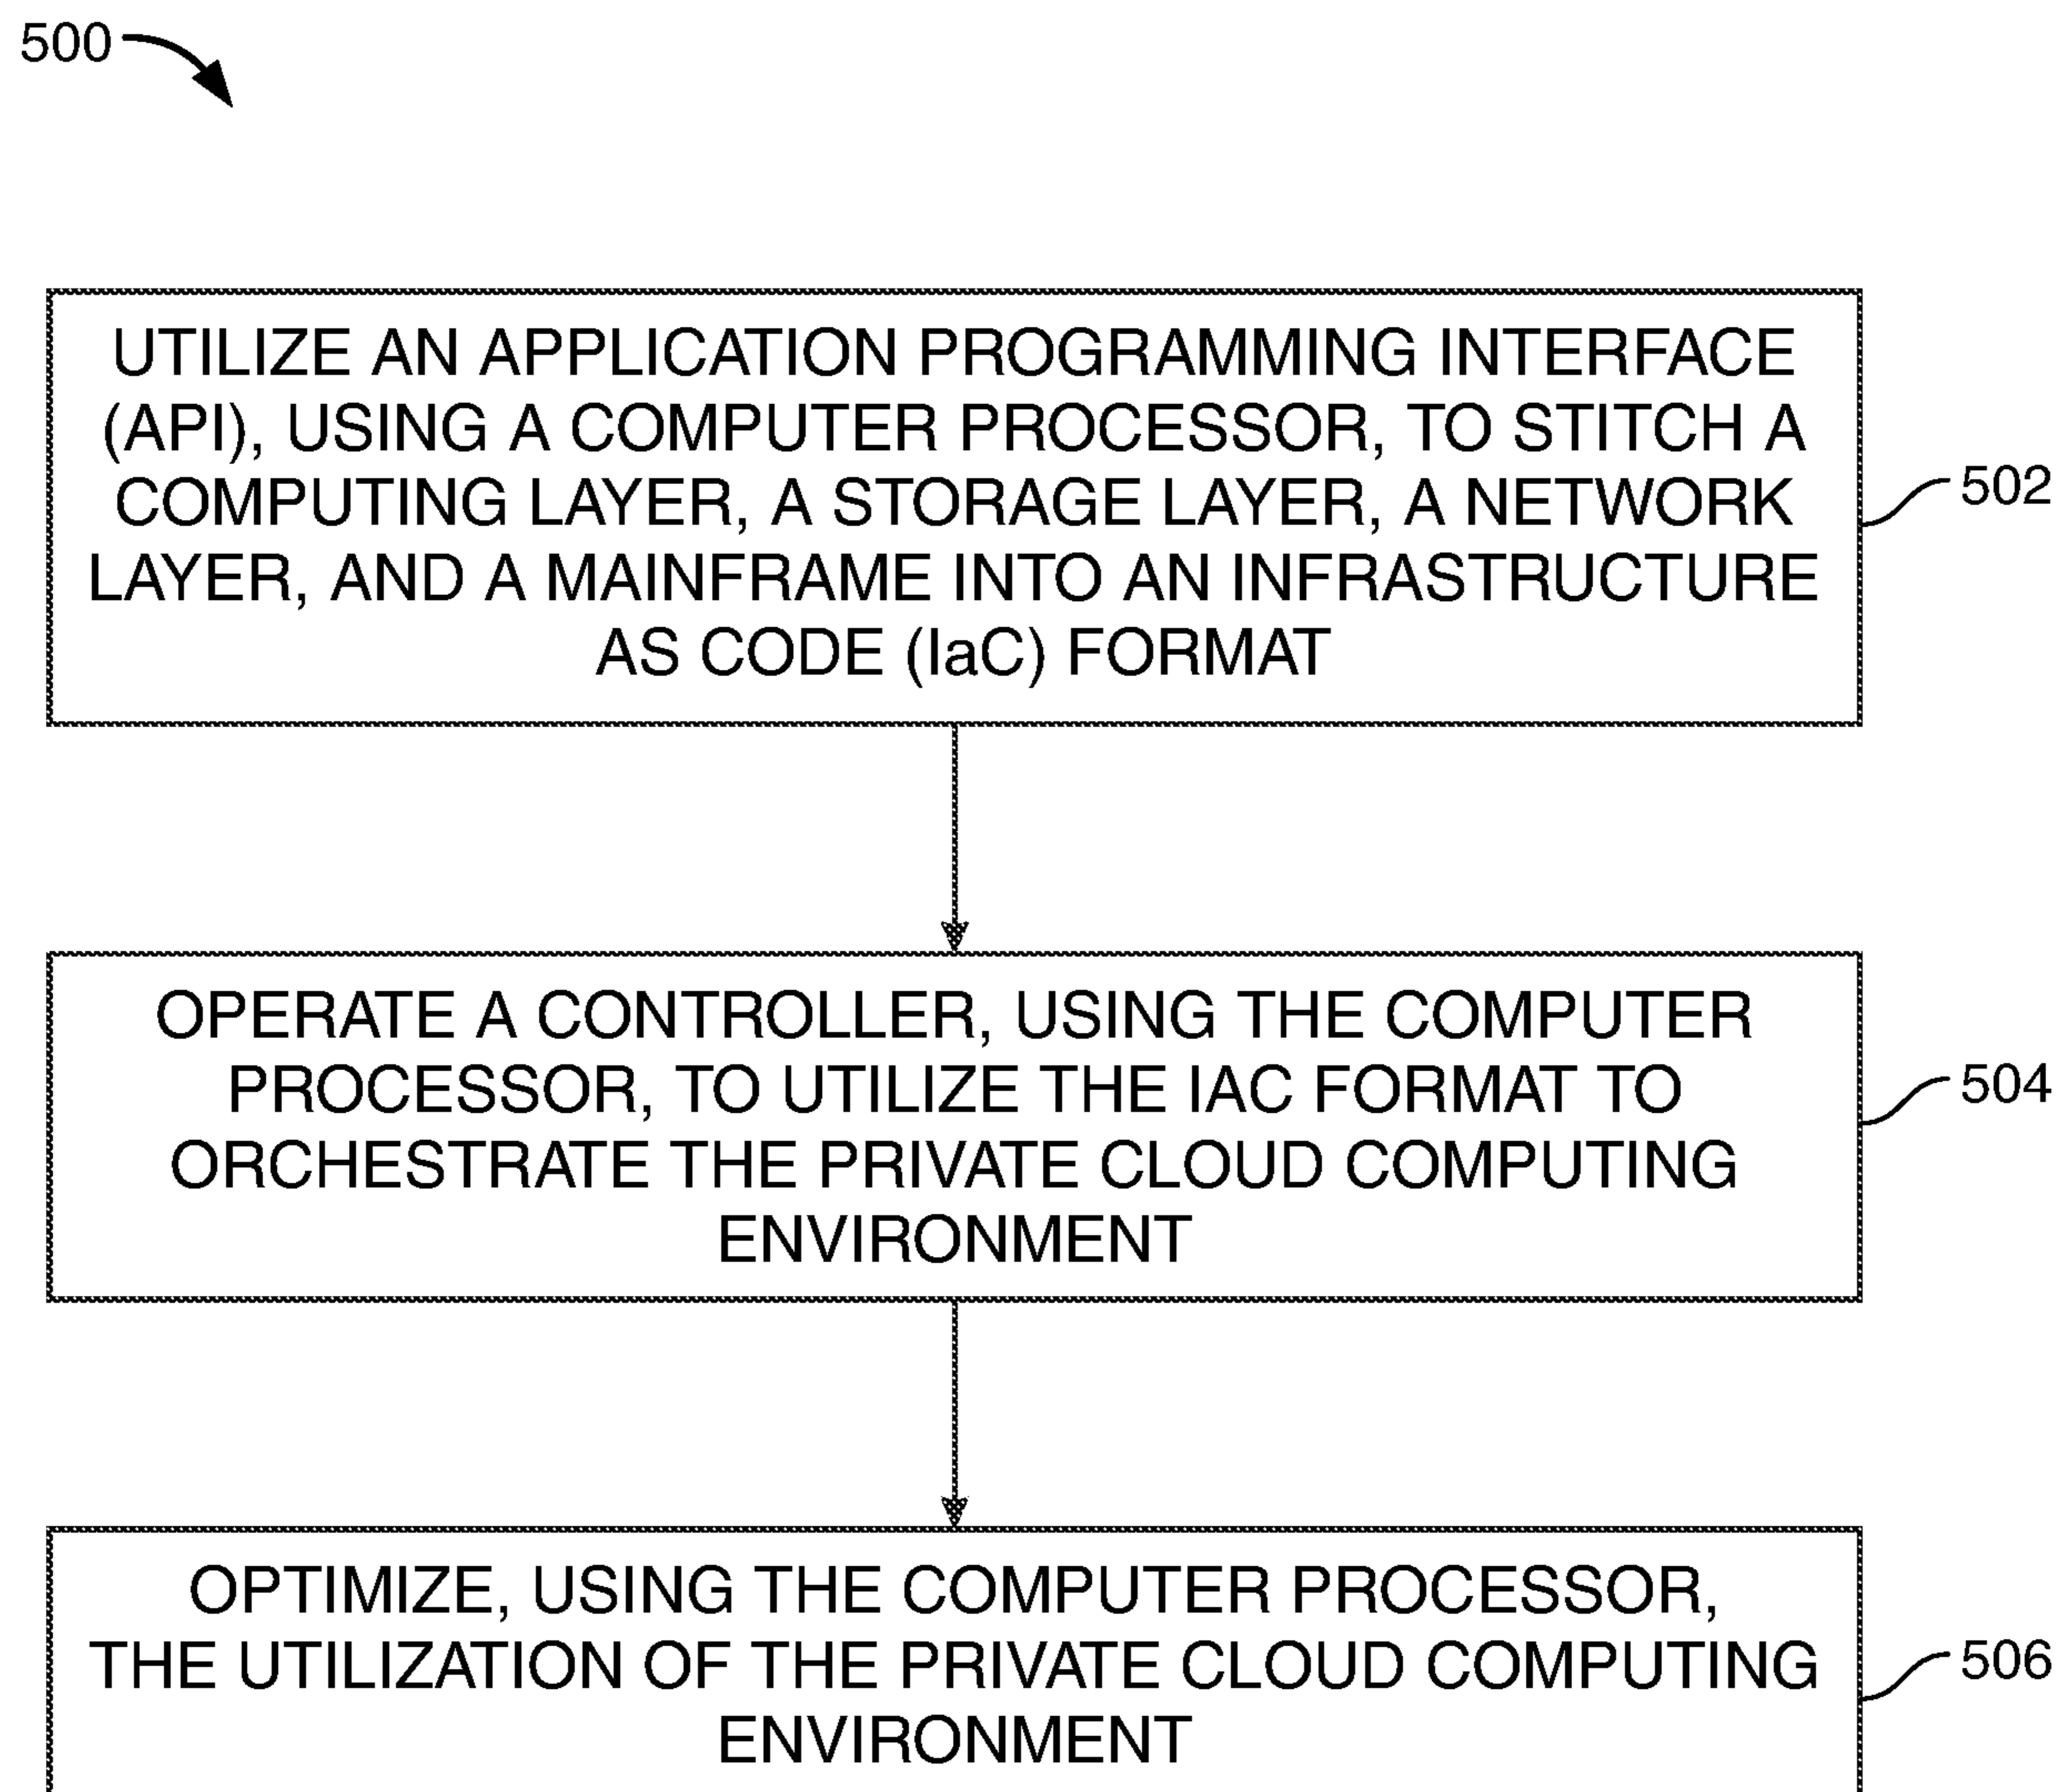 500
UTILIZE AN APPLICATION PROGRAMMING INTERFACE
(API), USING A COMPUTER PROCESSOR, TO STITCH A
COMPUTING LAYER, A STORAGE LAYER, A NETWORK
LAYER, AND A MAINFRAME INTO AN INFRASTRUCTURE
AS CODE (IaC) FORMAT
502
OPERATE A CONTROLLER, USING THE COMPUTER
PROCESSOR, TO UTILIZE THE IAC FORMAT TO
ORCHESTRATE THE PRIVATE CLOUD COMPUTING
ENVIRONMENT
504
OPTIMIZE, USING THE COMPUTER PROCESSOR,
THE UTILIZATION OF THE PRIVATE CLOUD COMPUTING
ENVIRONMENT
506